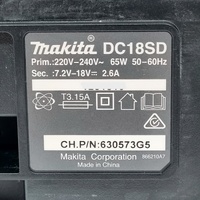 makita DC18SD
Prim.:220V-240V~ 65W 50-60Hz
Sec. :7.2V-18V⎓ 2.6A
T3.15A
CH.P/N:630573G5
Makita Corporation 866210A7
Made in China